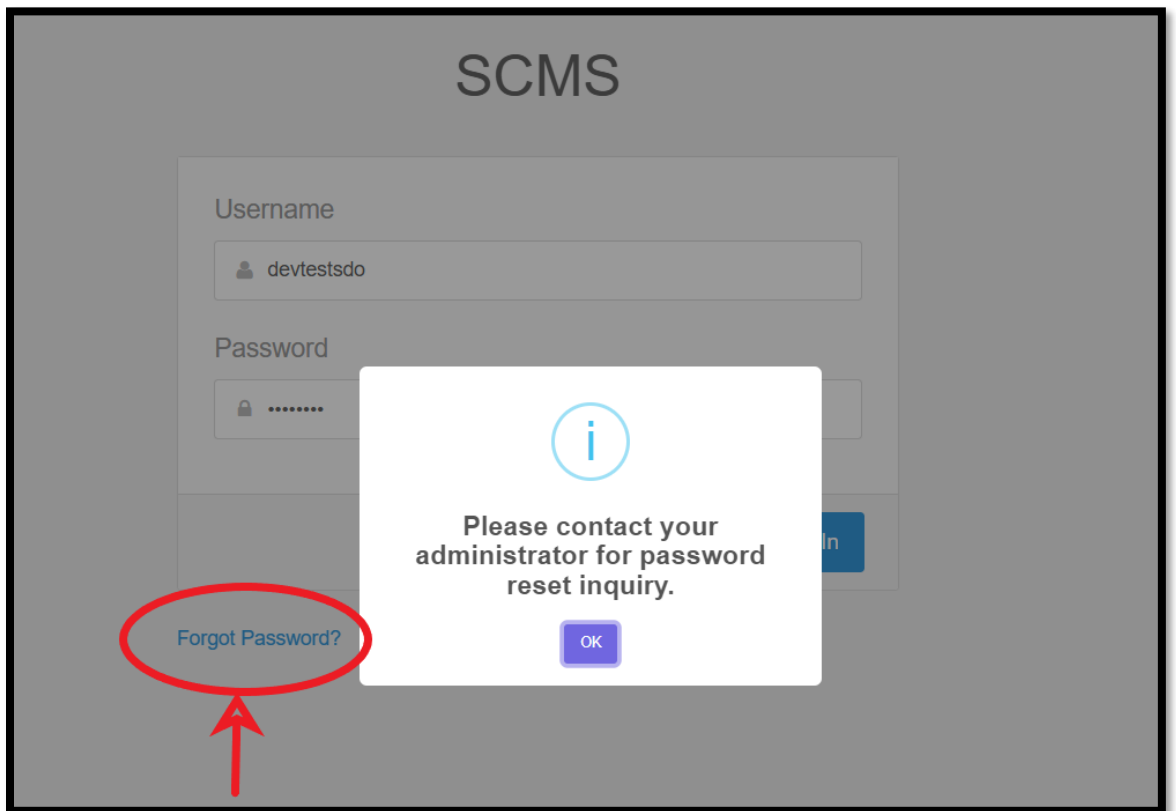 SCMS
Username
devtestsdo
Password
••••••••
i
Please contact your
administrator for password
reset inquiry.
In
OK
Forgot Password?